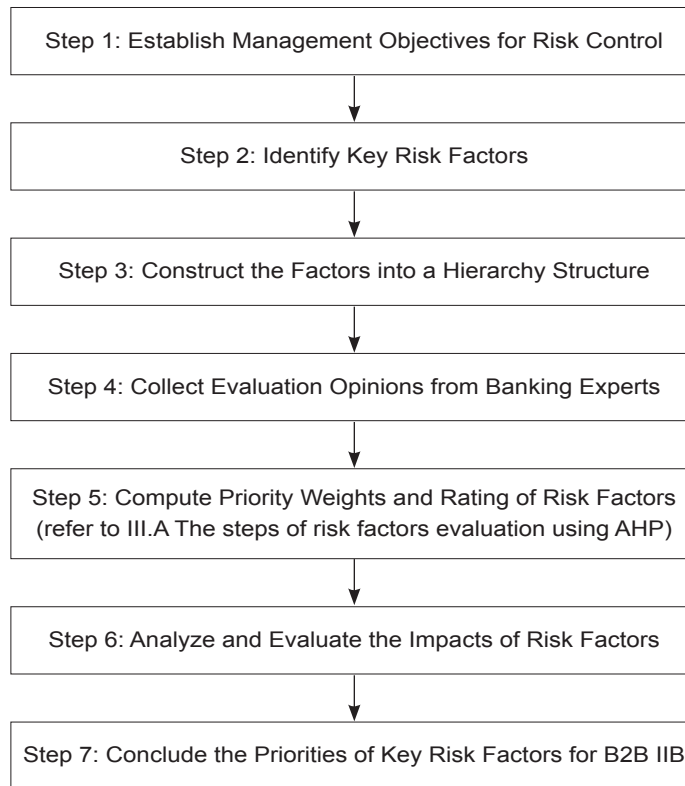 Step 1: Establish Management Objectives for Risk Control
Step 2: Identify Key Risk Factors
Step 3: Construct the Factors into a Hierarchy Structure
Step 4: Collect Evaluation Opinions from Banking Experts
Step 5: Compute Priority Weights and Rating of Risk Factors
(refer to III.A The steps of risk factors evaluation using AHP)
Step 6: Analyze and Evaluate the Impacts of Risk Factors
Step 7: Conclude the Priorities of Key Risk Factors for B2B IIB